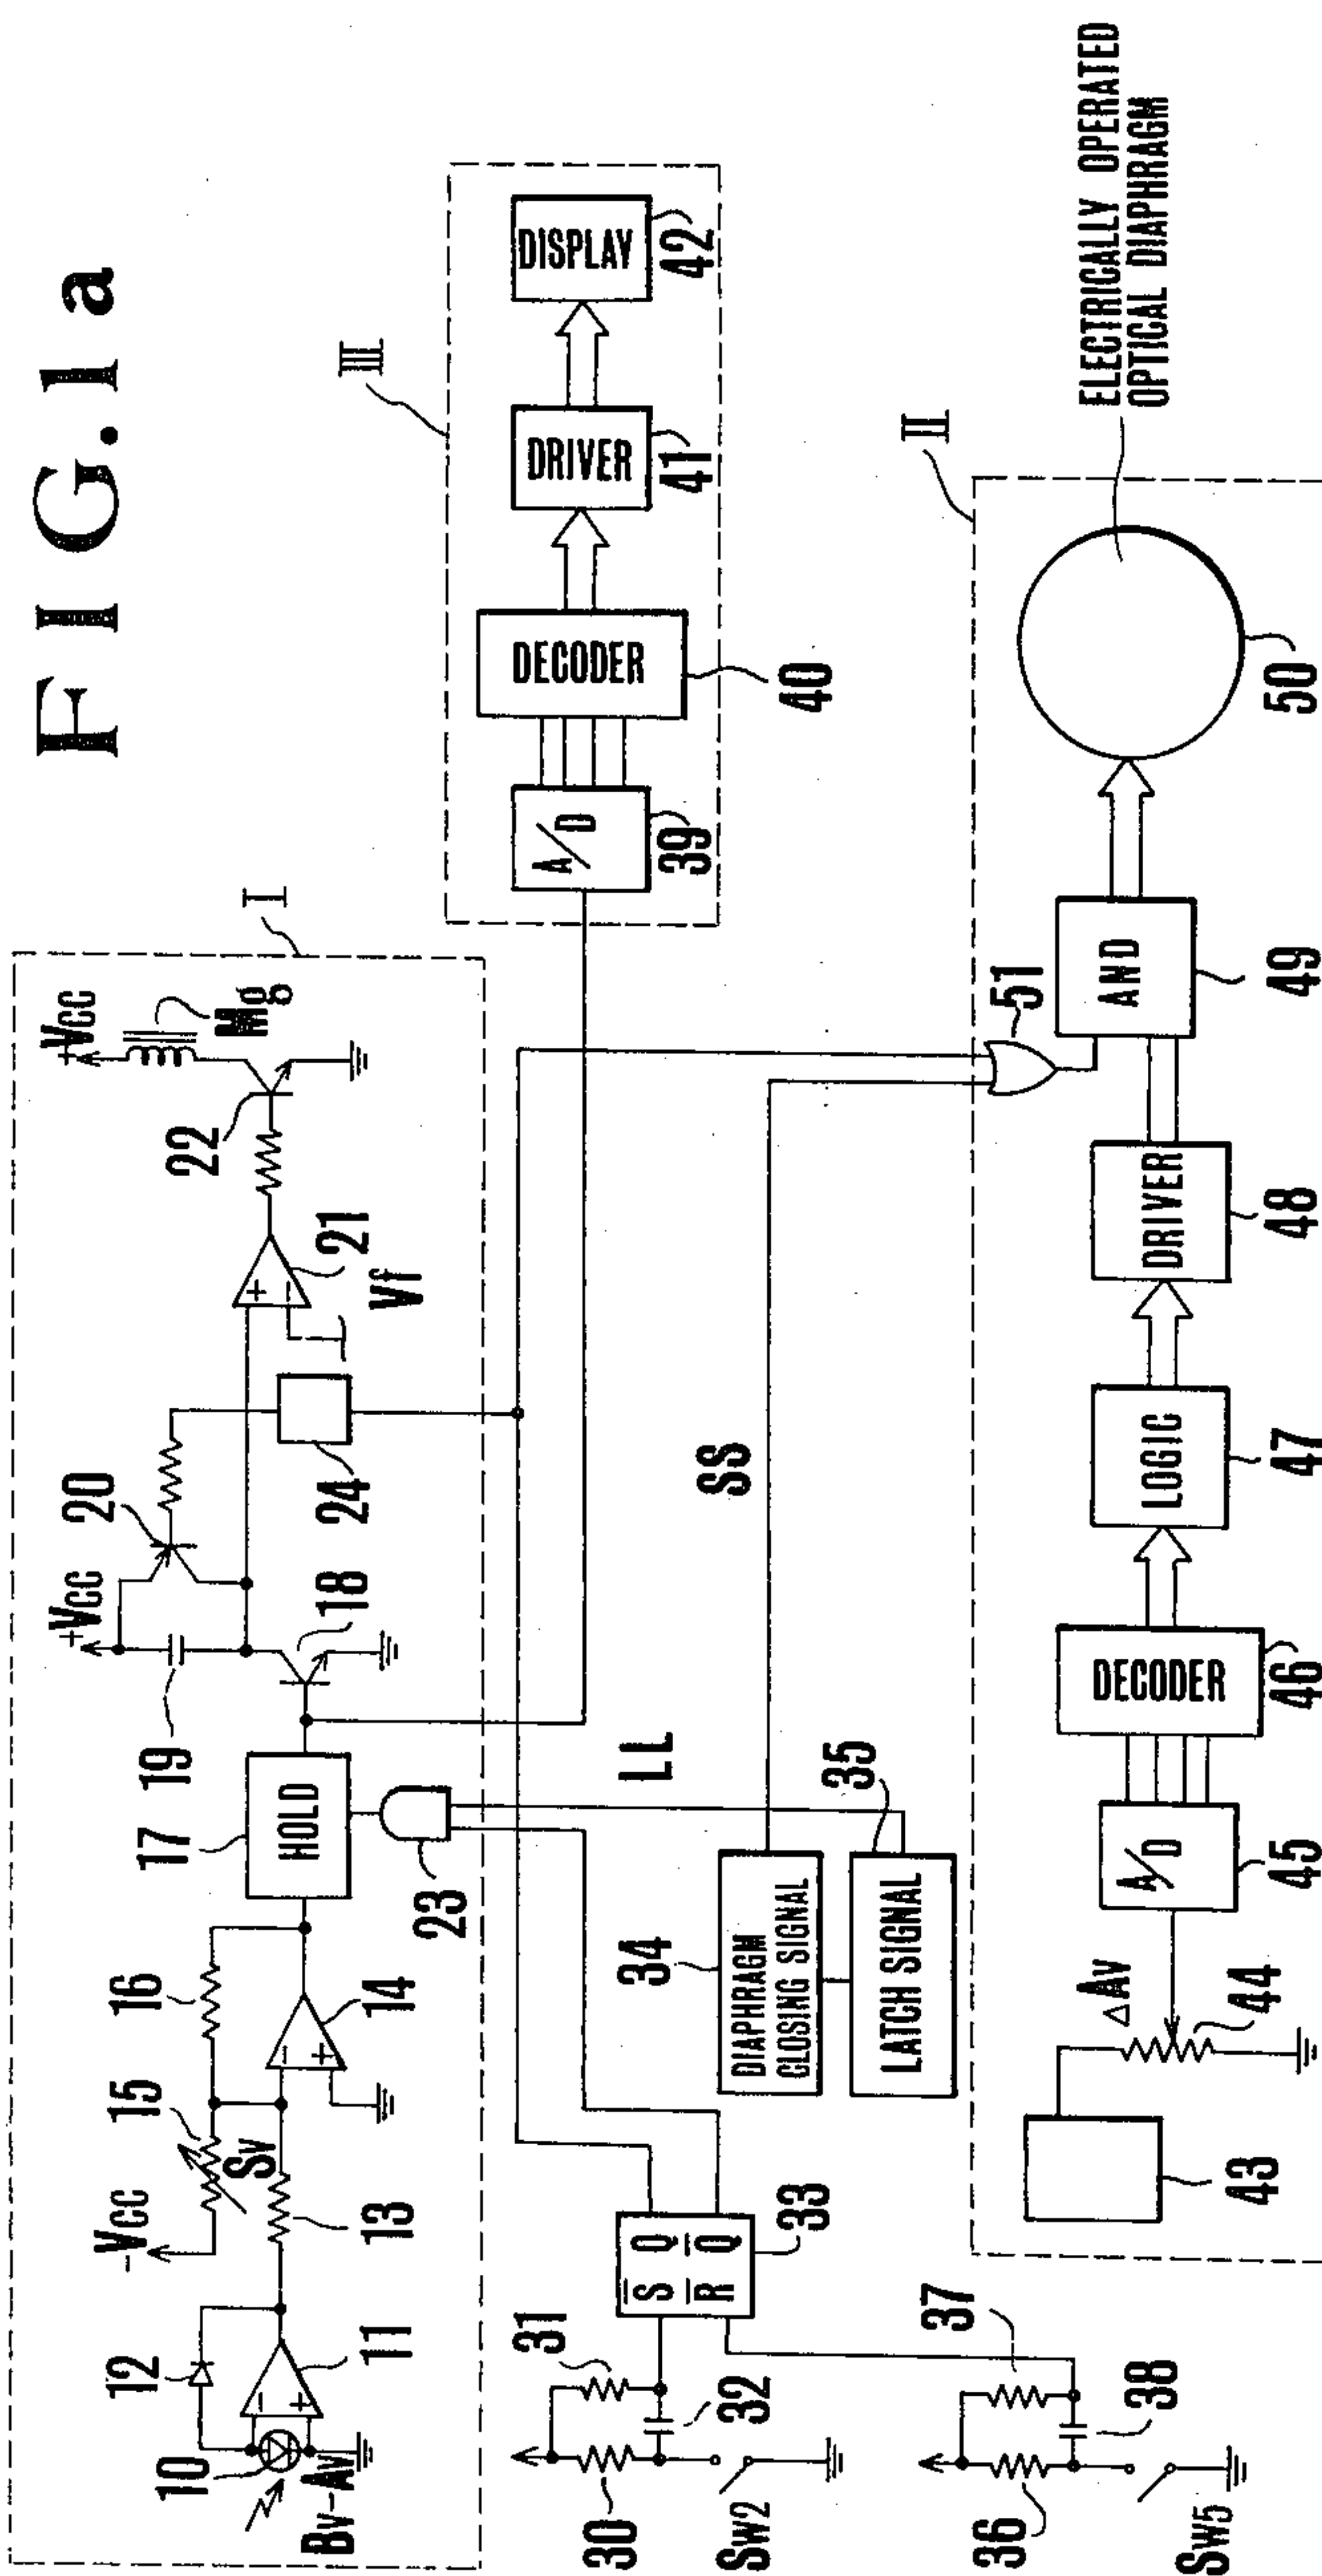 FIG. 1a
I
+VCC
Mg
22
21
Vf
+VCC
20
24
19
18
17
HOLD
23
16
14
-VCC
15
SV
13
12
11
10
BV-AV
III
A/D
39
DECODER
40
DRIVER
41
DISPLAY
42
LL
SS
30
31
32
SW2
S Q
R Q
33
34
DIAPHRAGM
CLOSING SIGNAL
35
LATCH SIGNAL
36
37
38
SW5
II
43
ΔAV
44
A/D
45
DECODER
46
LOGIC
47
DRIVER
48
51
AND
49
50
ELECTRICALLY OPERATED
OPTICAL DIAPHRAGM